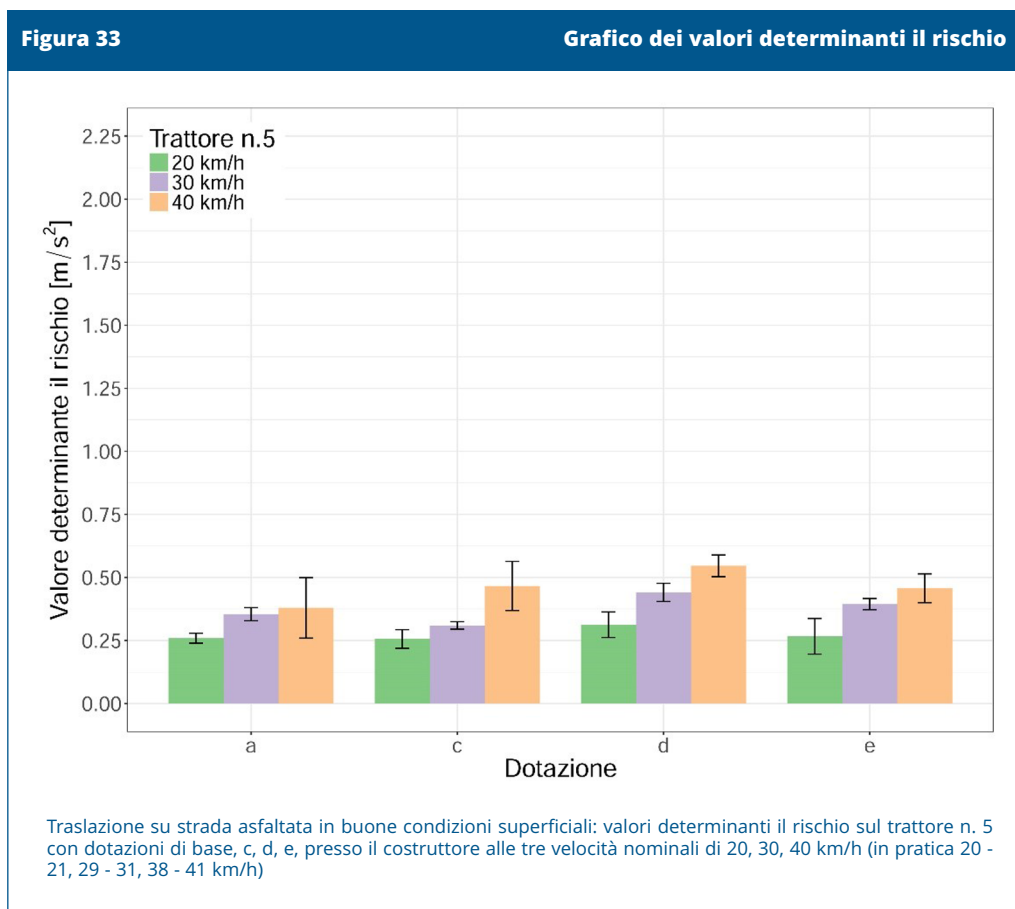 Figura 33
Grafico dei valori determinanti il rischio
Trattore n.5
20 km/h
30 km/h
40 km/h
Valore determinante il rischio [m/s²]
2.25
2.00
1.75
1.50
1.25
1.00
0.75
0.50
0.25
0.00
a
c
d
e
Dotazione
Traslazione su strada asfaltata in buone condizioni superficiali: valori determinanti il rischio sul trattore n. 5
con dotazioni di base, c, d, e, presso il costruttore alle tre velocità nominali di 20, 30, 40 km/h (in pratica 20 -
21, 29 - 31, 38 - 41 km/h)